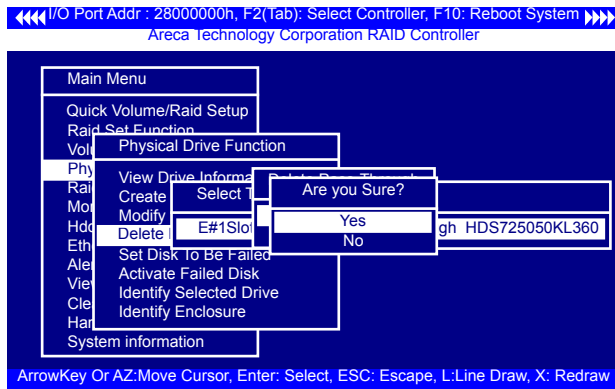 I/O Port Addr : 28000000h, F2(Tab): Select Controller, F10: Reboot System
Areca Technology Corporation RAID Controller
Main Menu
Quick Volume/Raid Setup
Raid Set Function
Physical Drive Function
View Drive
Create
Modify
Delete
Set Disk To Be Failed
Activate Failed Disk
Identify Selected Drive
Identify Enclosure
Select
Are you Sure?
Yes
No
E#1Slot
HDS725050KL360
System information
ArrowKey Or AZ:Move Cursor, Enter: Select, ESC: Escape, L:Line Draw, X: Redraw